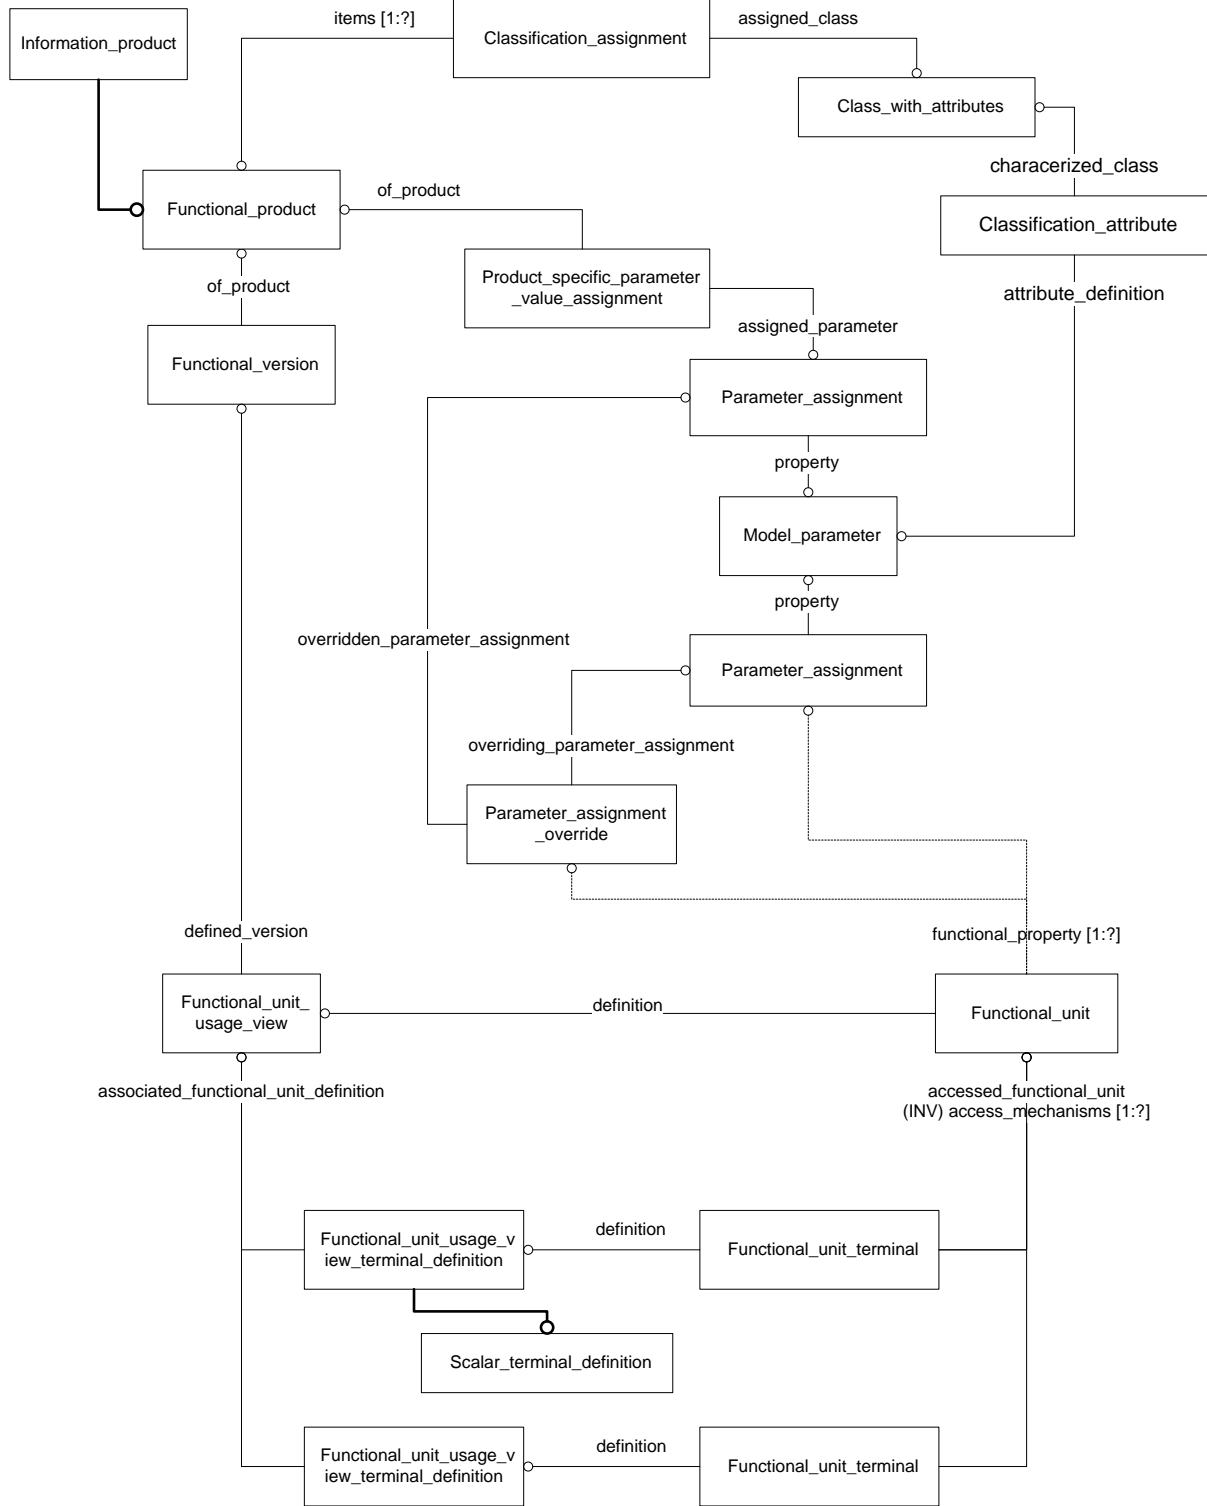 items [1:?]
assigned_class
Information_product
Classification_assignment
Class_with_attributes
characerized_class
of_product
Functional_product
Classification_attribute
Product_specific_parameter
_value_assignment
of_product
attribute_definition
assigned_parameter
Functional_version
Parameter_assignment
property
Model_parameter
property
overridden_parameter_assignment
Parameter_assignment
overriding_parameter_assignment
Parameter_assignment
_override
defined_version
functional_property [1:?]
Functional_unit_
usage_view
definition
Functional_unit
associated_functional_unit_definition
accessed_functional_unit
(INV) access_mechanisms [1:?]
Functional_unit_usage_v
iew_terminal_definition
definition
Functional_unit_terminal
Scalar_terminal_definition
Functional_unit_usage_v
iew_terminal_definition
definition
Functional_unit_terminal